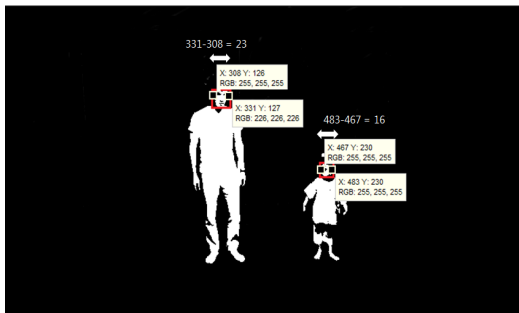 331-308 = 23
X: 308 Y: 126
RGB: 255, 255, 255
X: 331 Y: 127
RGB: 226, 226, 226
483-467 = 16
X: 467 Y: 230
RGB: 255, 255, 255
X: 483 Y: 230
RGB: 255, 255, 255